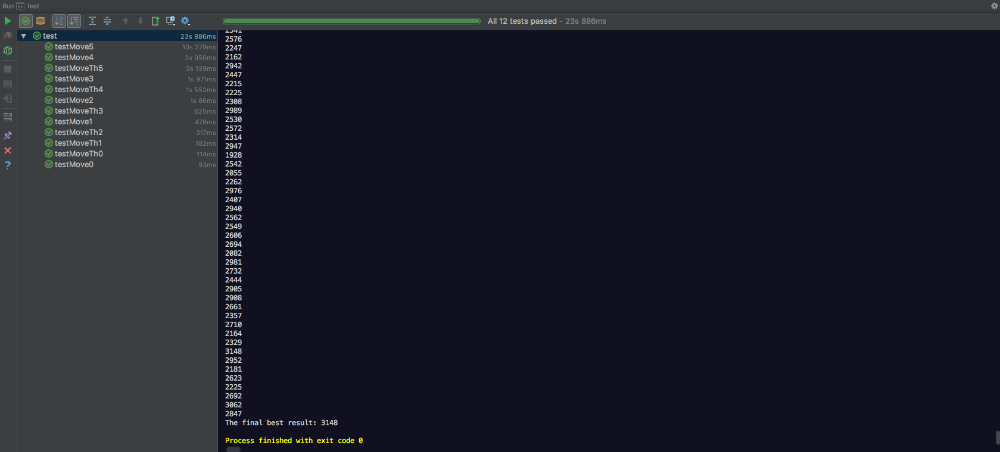 Run test
All 12 tests passed - 23s 886ms
test 23s 886ms
testMove5 10s 379ms
testMove4 3s 950ms
testMoveTh5 3s 139ms
testMove3 1s 971ms
testMoveTh4 1s 552ms
testMove2 1s 86ms
testMoveTh3 625ms
testMove1 478ms
testMoveTh2 317ms
testMoveTh1 182ms
testMoveTh0 114ms
testMove0 93ms
2541
2576
2247
2162
2942
2447
2215
2225
2308
2989
2530
2572
2314
2947
1928
2542
2055
2262
2976
2407
2940
2562
2549
2606
2694
2082
2981
2732
2444
2905
2908
2661
2357
2710
2164
2329
3148
2952
2181
2623
2225
2692
3062
2847
The final best result: 3148
Process finished with exit code 0